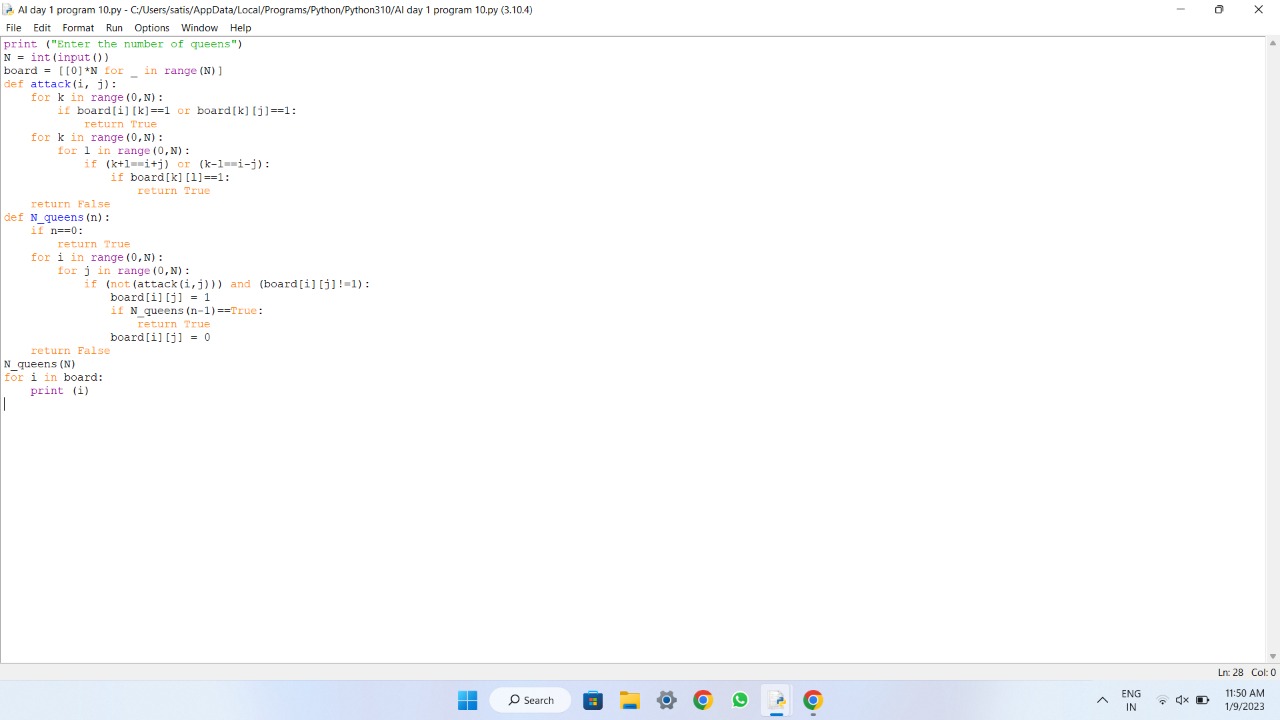 AI day 1 program 10.py - C:/Users/satis/AppData/Local/Programs/Python/Python310/AI day 1 program 10.py (3.10.4)
File Edit Format Run Options Window Help
print ("Enter the number of queens")
N = int(input())
board = [[0]*N for _ in range(N)]
def attack(i, j):
    for k in range(0,N):
        if board[i][k]==1 or board[k][j]==1:
            return True
    for k in range(0,N):
        for l in range(0,N):
            if (k+l==i+j) or (k-l==i-j):
                if board[k][l]==1:
                    return True
    return False
def N_queens(n):
    if n==0:
        return True
    for i in range(0,N):
        for j in range(0,N):
            if (not(attack(i,j))) and (board[i][j]!=1):
                board[i][j] = 1
                if N_queens(n-1)==True:
                    return True
                board[i][j] = 0
    return False
N_queens(N)
for i in board:
    print (i)
Ln: 28 Col: 0
Search
ENG
IN
11:50 AM
1/9/2023